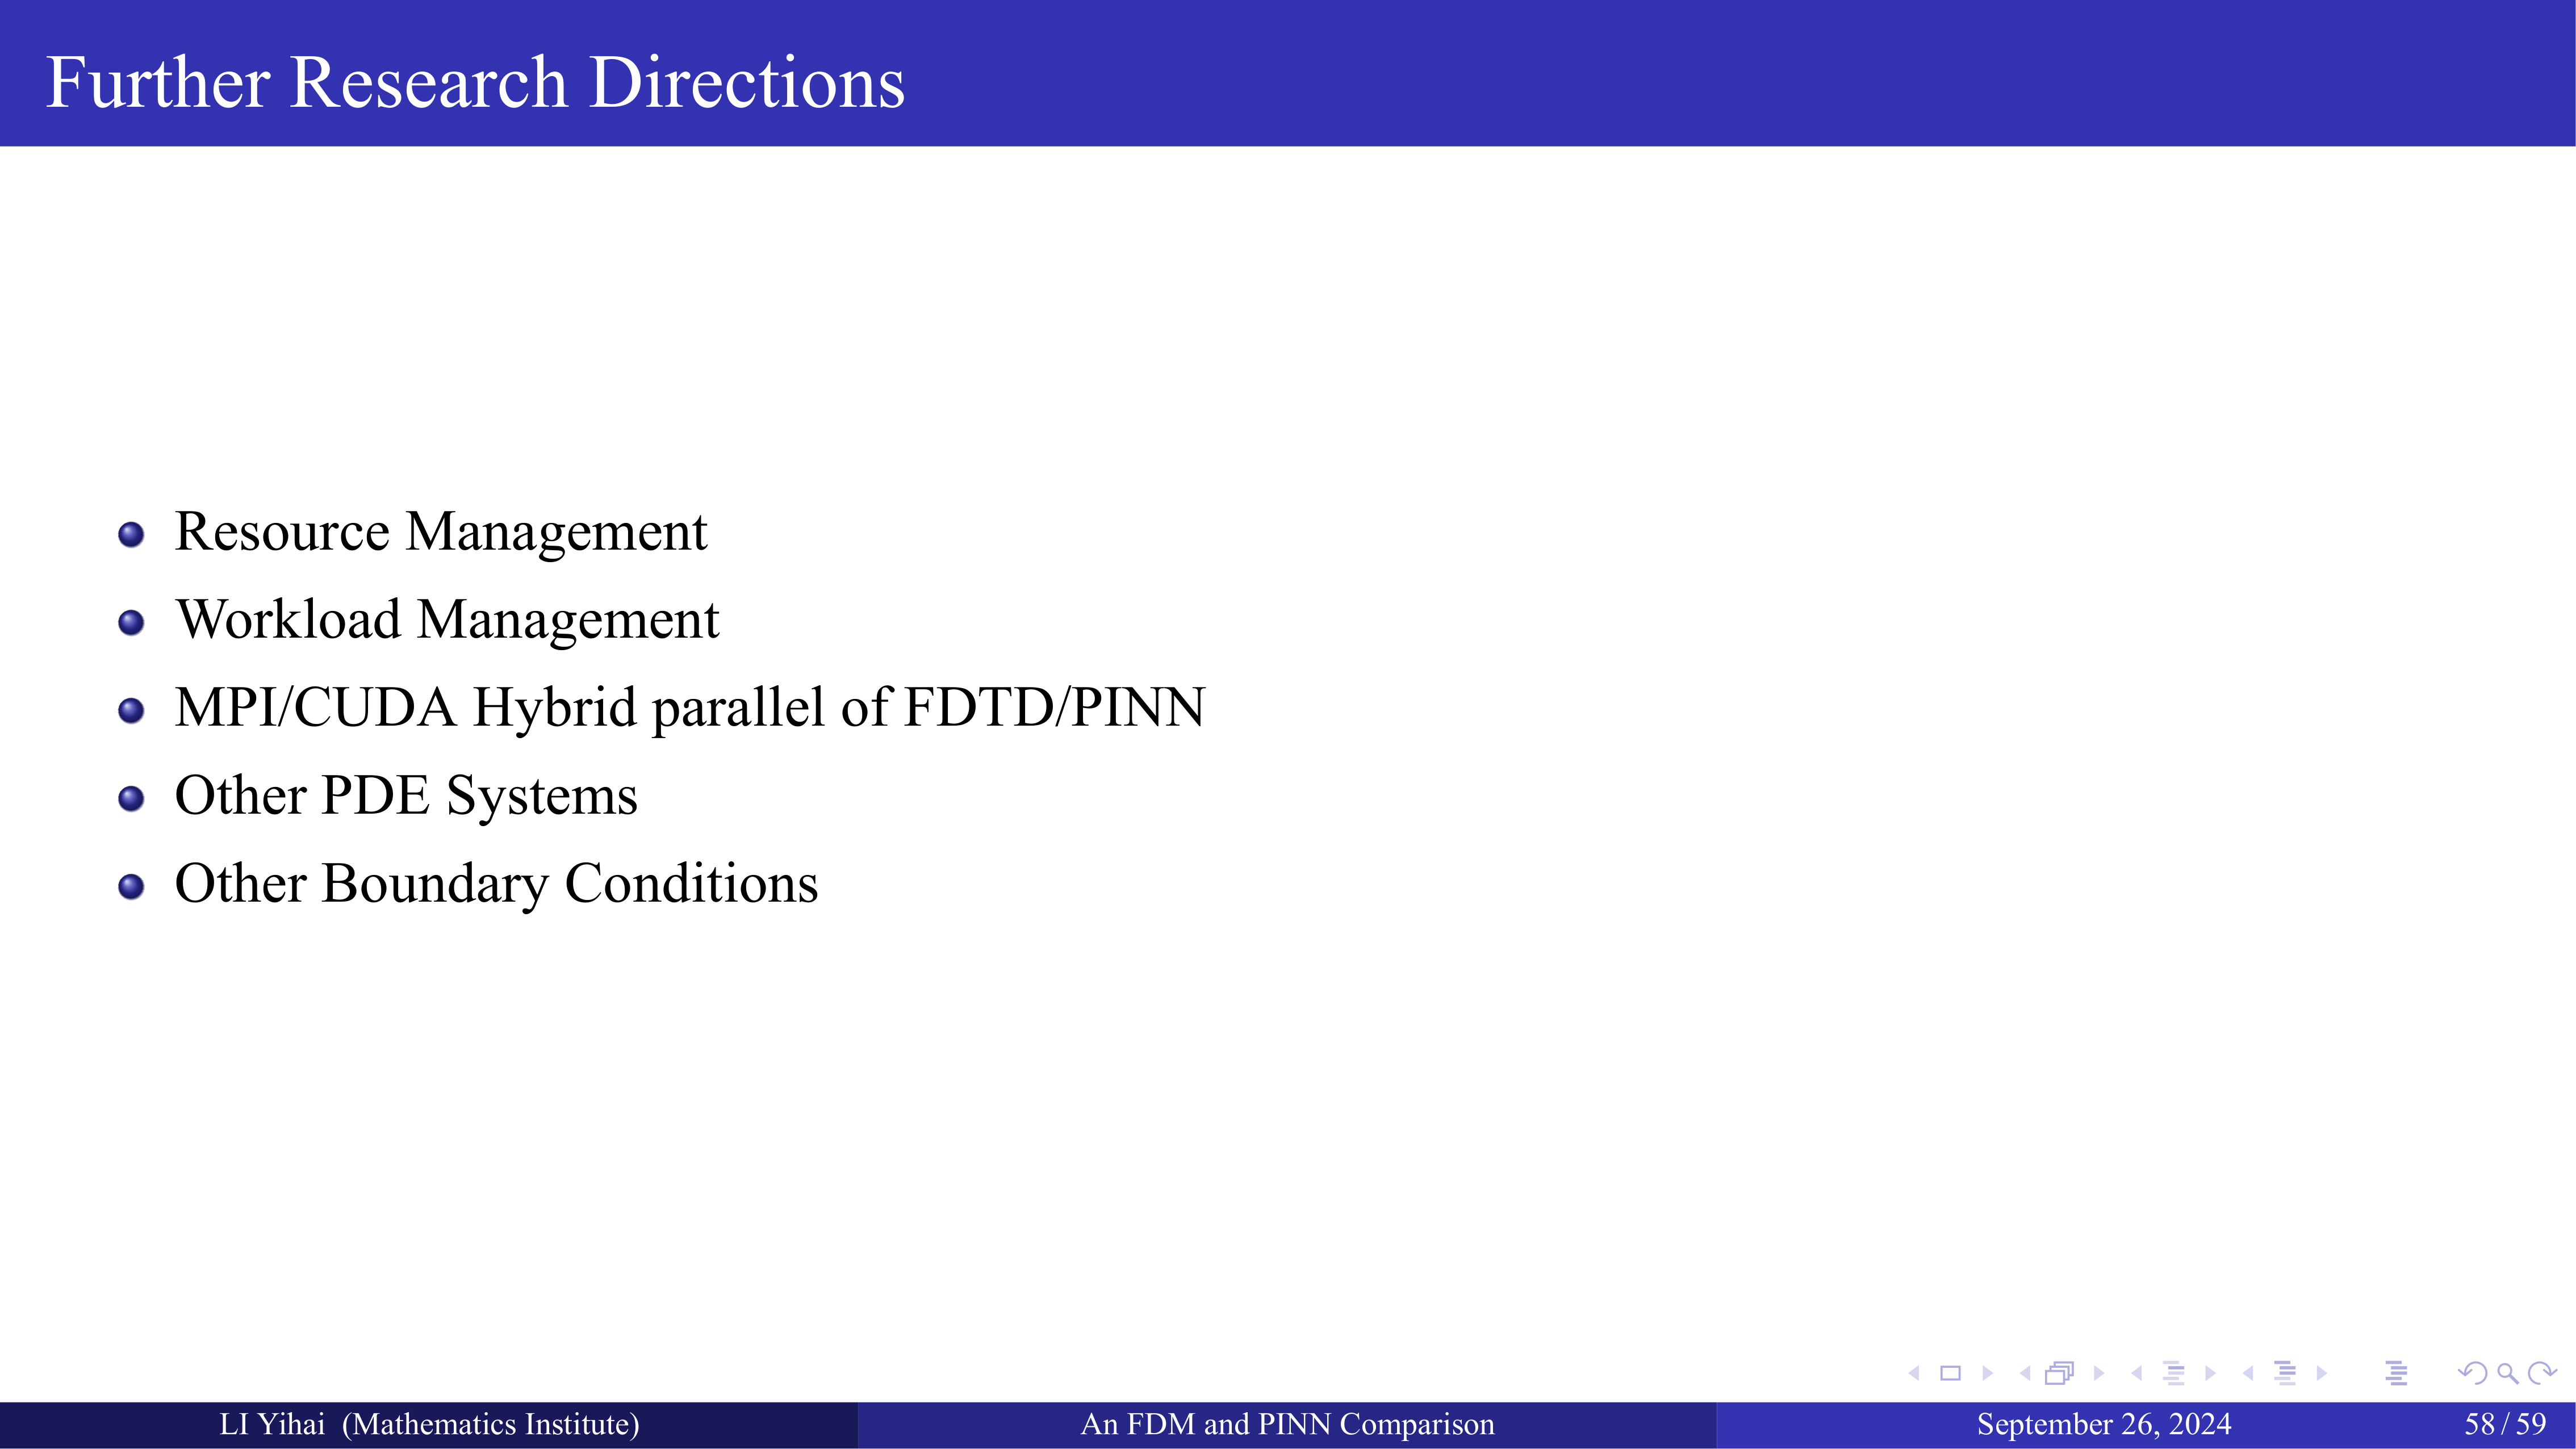 Further Research Directions
Resource Management
Workload Management
MPI/CUDA Hybrid parallel of FDTD/PINN
Other PDE Systems
Other Boundary Conditions
LI Yihai (Mathematics Institute)
An FDM and PINN Comparison
September 26, 2024
58 / 59